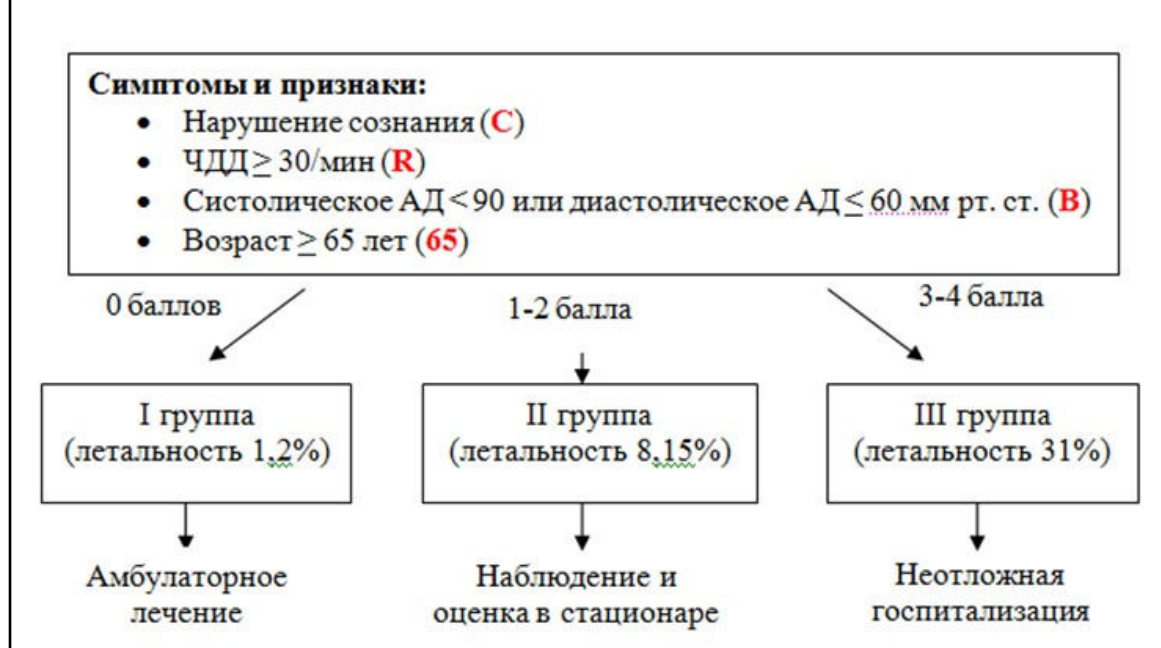 Симптомы и признаки:
• Нарушение сознания (C)
• ЧДД ≥ 30/мин (R)
• Систолическое АД < 90 или диастолическое АД ≤ 60 мм рт. ст. (B)
• Возраст ≥ 65 лет (65)
0 баллов
1-2 балла
3-4 балла
I группа
(летальность 1,2%)
II группа
(летальность 8,15%)
III группа
(летальность 31%)
Амбулаторное
лечение
Наблюдение и
оценка в стационаре
Неотложная
госпитализация